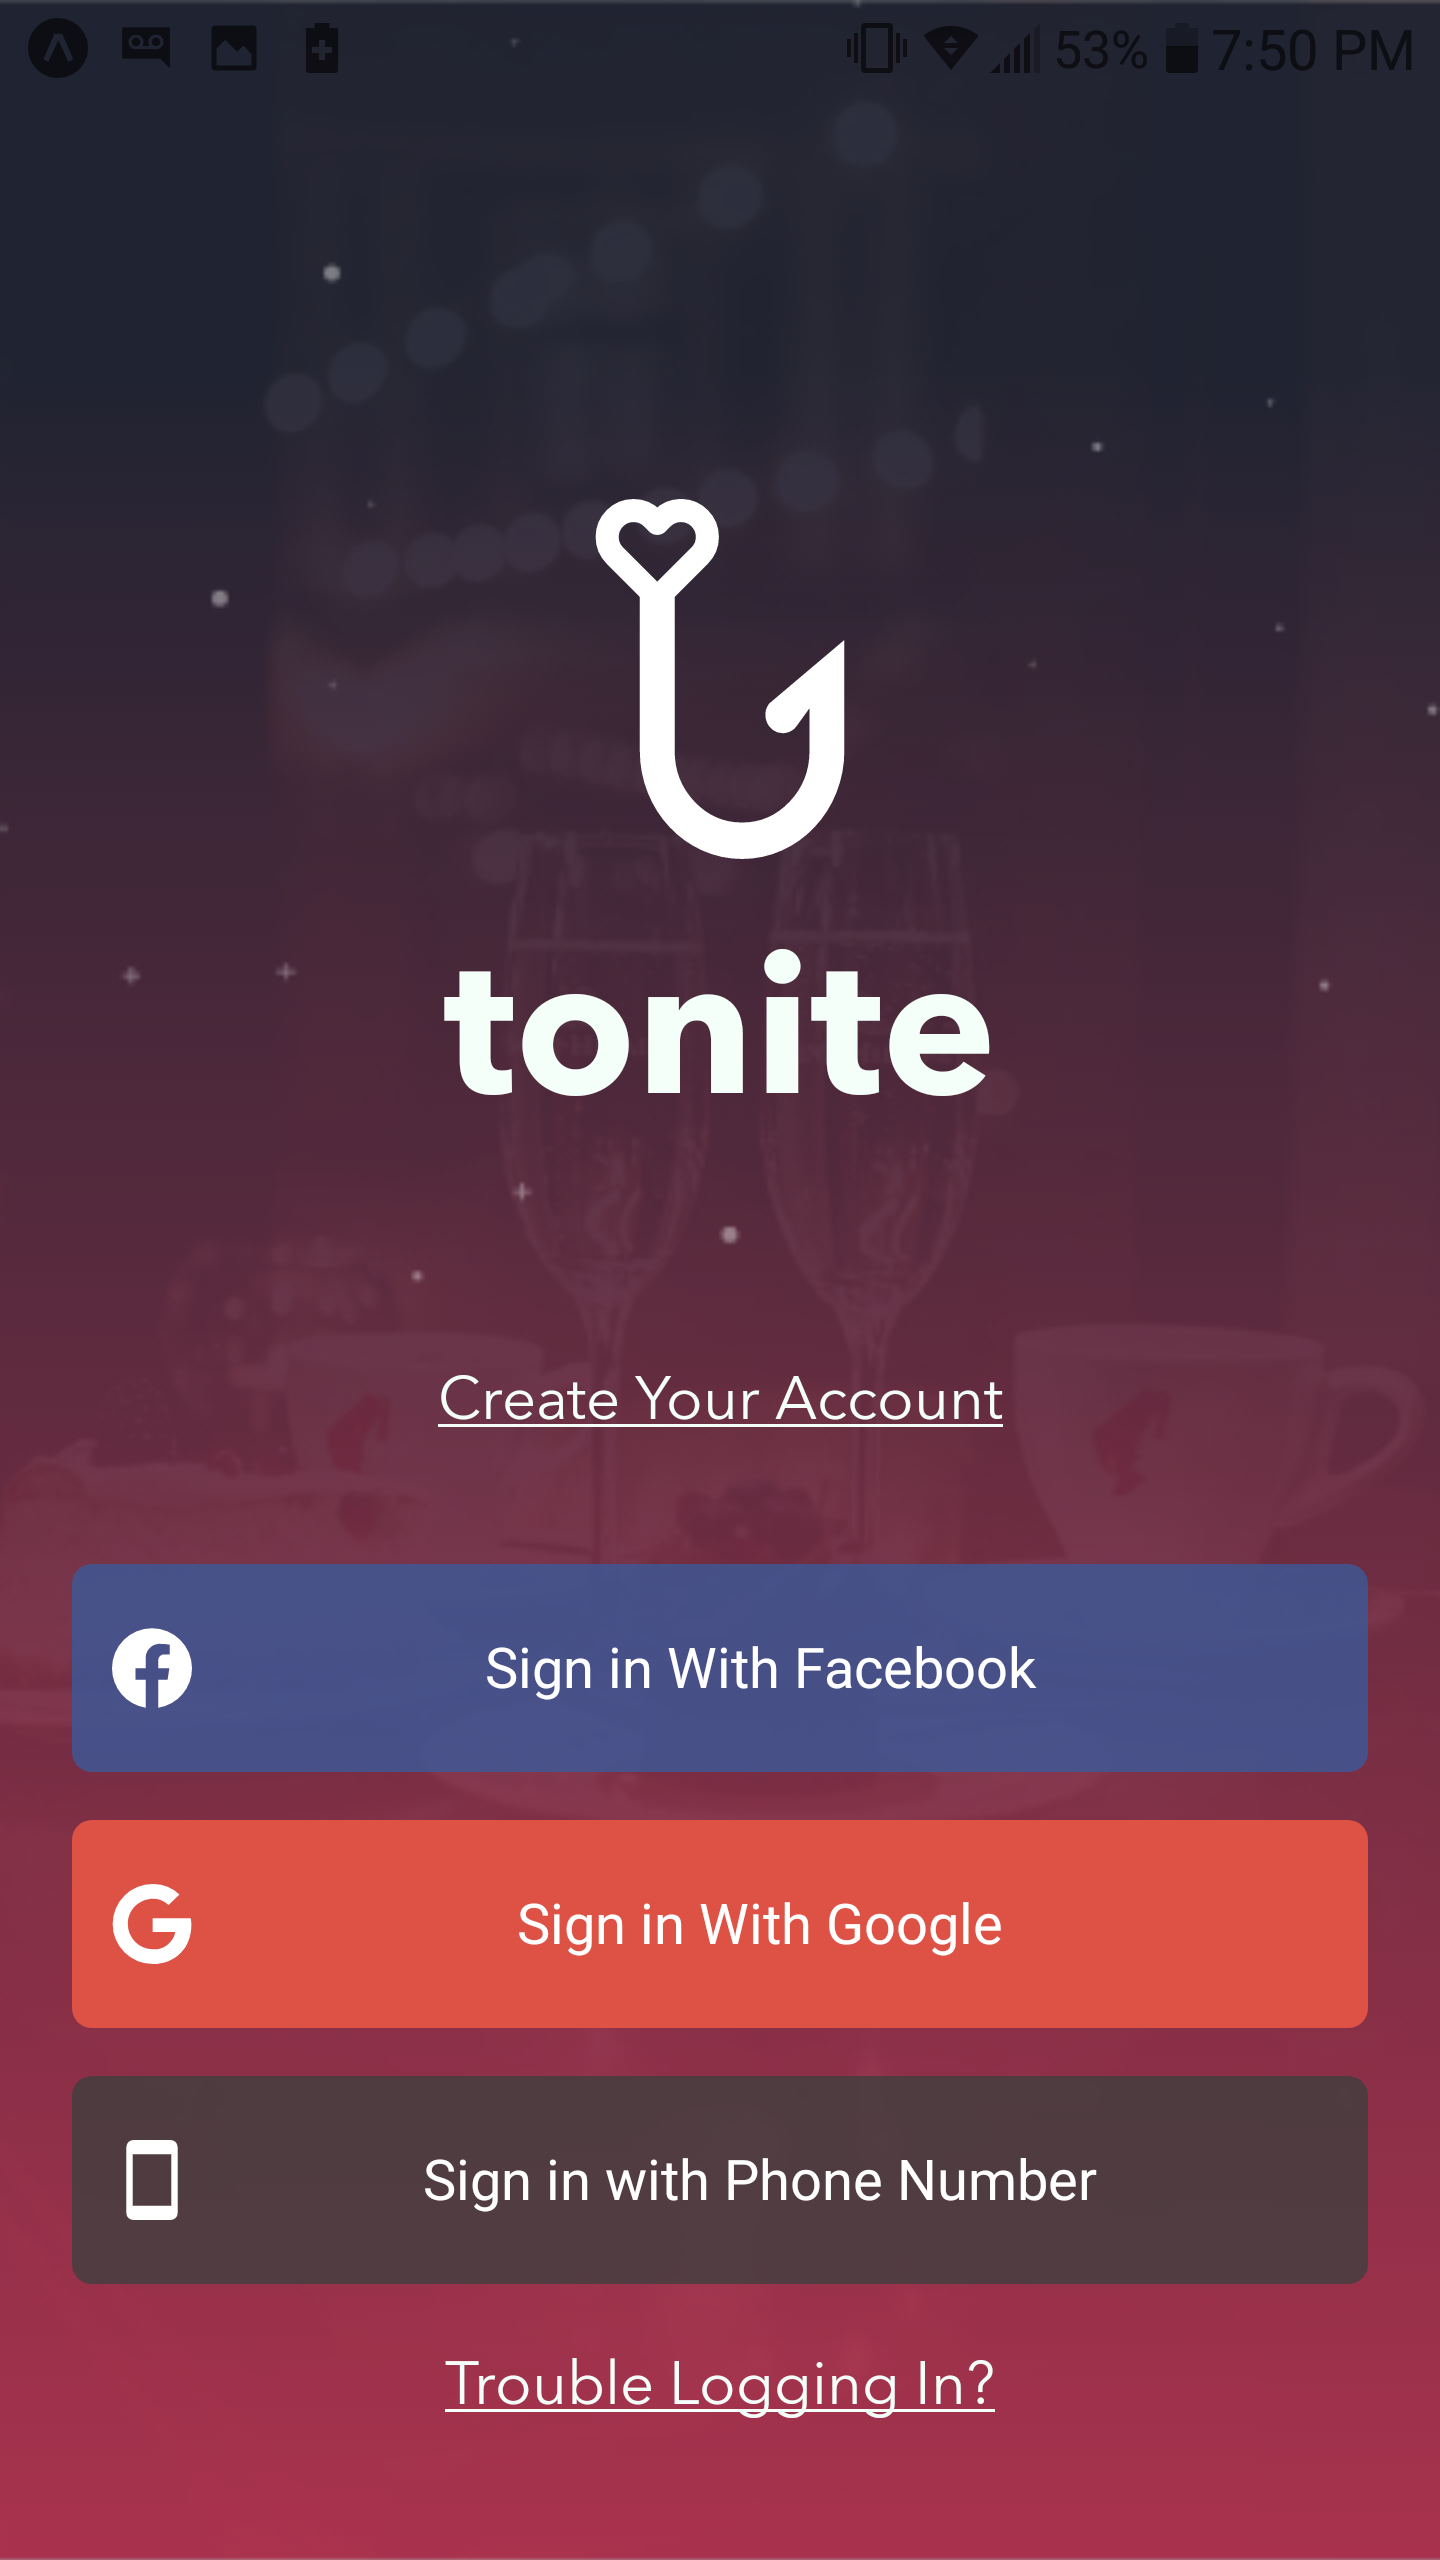 53% 7:50 PM
tonite
Create Your Account
Sign in With Facebook
Sign in With Google
Sign in with Phone Number
Trouble Logging In?